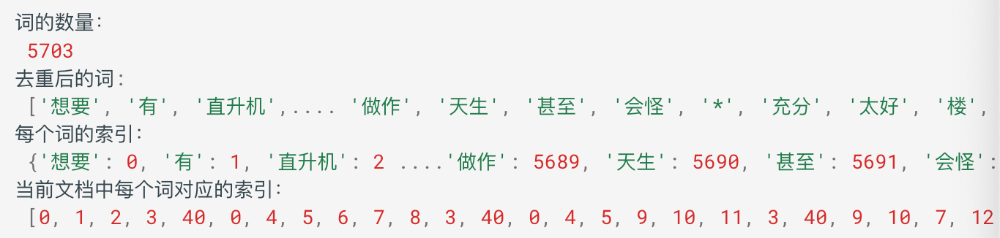 词的数量：
5703
去重后的词：
['想要', '有', '直升机',.... '做作', '天生', '甚至', '会怪', '*', '充分', '太好', '楼',
每个词的索引：
{'想要': 0, '有': 1, '直升机': 2 ....'做作': 5689, '天生': 5690, '甚至': 5691, '会怪':
当前文档中每个词对应的索引：
[0, 1, 2, 3, 40, 0, 4, 5, 6, 7, 8, 3, 40, 0, 4, 5, 9, 10, 11, 3, 40, 9, 10, 7, 12